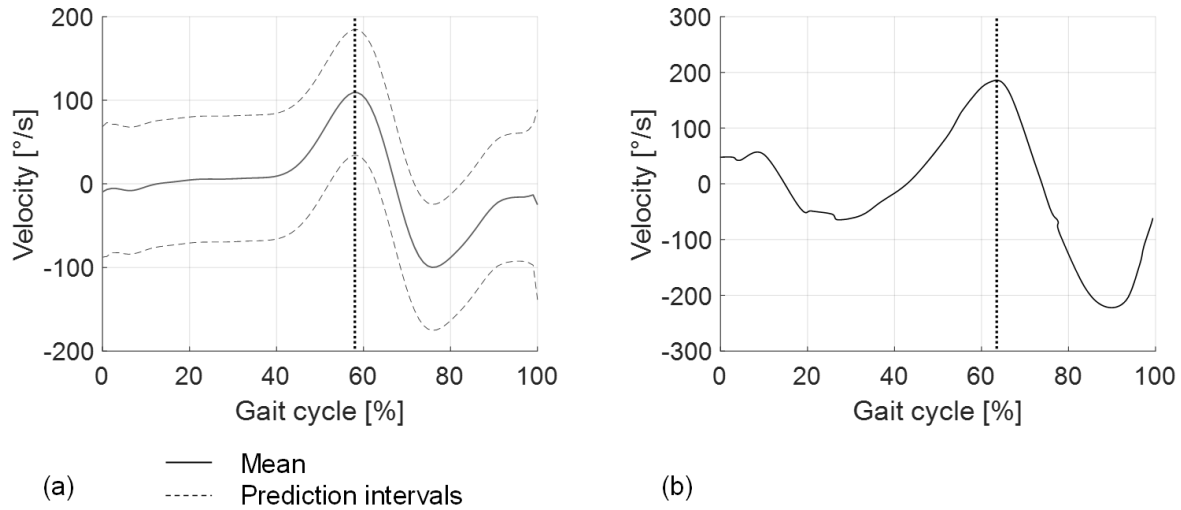 200
100
0
-100
-200
Velocity [°/s]
0 20 40 60 80 100
Gait cycle [%]
300
200
100
0
-100
-200
-300
Velocity [°/s]
0 20 40 60 80 100
Gait cycle [%]
(a)
Mean
Prediction intervals
(b)